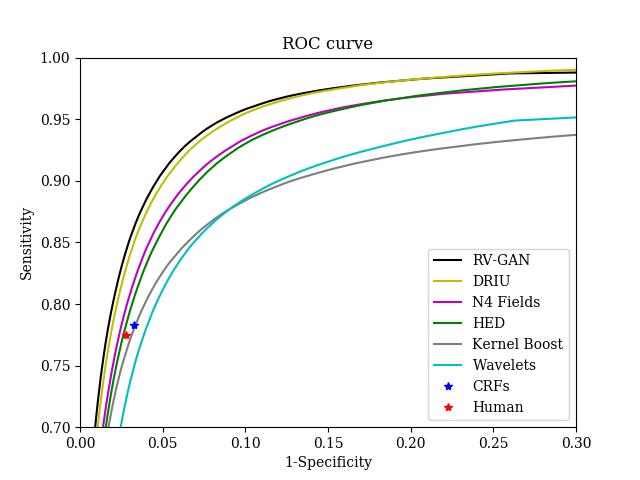 ROC curve
Sensitivity
1.00
0.95
0.90
0.85
0.80
0.75
0.70
RV-GAN
DRIU
N4 Fields
HED
Kernel Boost
Wavelets
CRFs
Human
0.00 0.05 0.10 0.15 0.20 0.25 0.30
1-Specificity